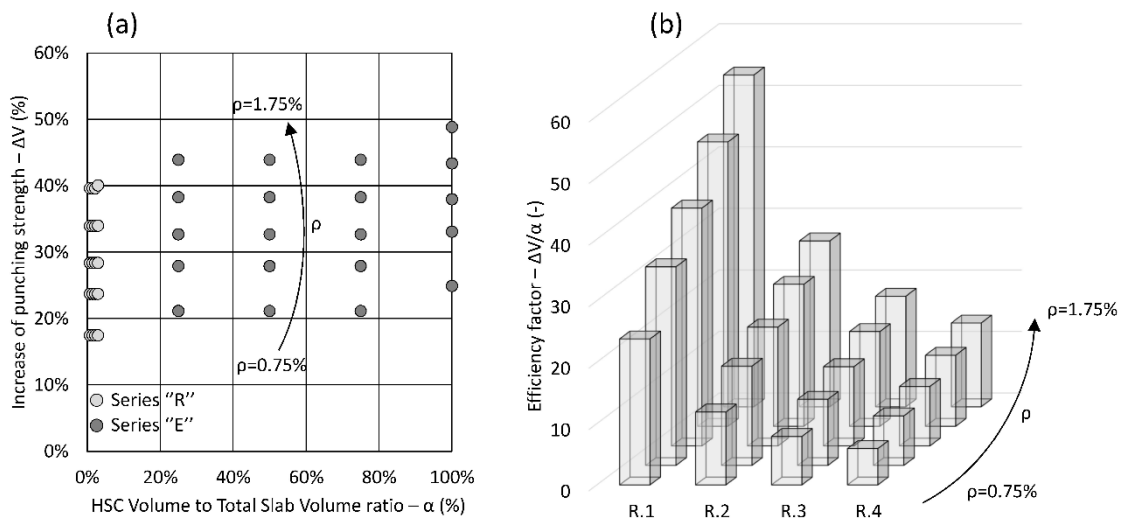 (a)
Increase of punching strength – ΔV (%)
60%
50%
40%
30%
20%
10%
0%
ρ=1.75%
ρ
ρ=0.75%
Series "R"
Series "E"
0% 20% 40% 60% 80% 100%
HSC Volume to Total Slab Volume ratio – α (%)
(b)
Efficiency factor – ΔV/α (-)
60
50
40
30
20
10
0
ρ=1.75%
ρ
ρ=0.75%
R.1 R.2 R.3 R.4